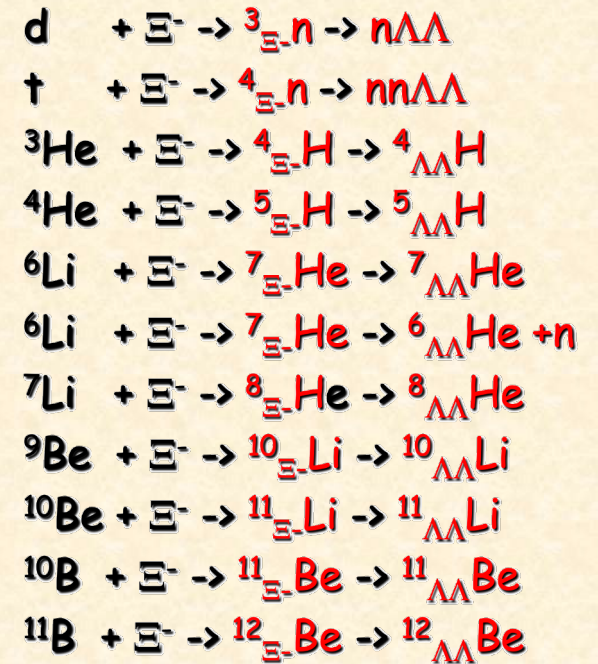 d + Ξ⁻ -> ³Ξ-n -> nΛΛ
t + Ξ⁻ -> ⁴Ξ-n -> nnΛΛ
³He + Ξ⁻ -> ⁴Ξ-H -> ⁴ΛΛH
⁴He + Ξ⁻ -> ⁵Ξ-H -> ⁵ΛΛH
⁶Li + Ξ⁻ -> ⁷Ξ-He -> ⁷ΛΛHe
⁶Li + Ξ⁻ -> ⁷Ξ-He -> ⁶ΛΛHe +n
⁷Li + Ξ⁻ -> ⁸Ξ-He -> ⁸ΛΛHe
⁹Be + Ξ⁻ -> ¹⁰Ξ-Li -> ¹⁰ΛΛLi
¹⁰Be + Ξ⁻ -> ¹¹Ξ-Li -> ¹¹ΛΛLi
¹⁰B + Ξ⁻ -> ¹¹Ξ-Be -> ¹¹ΛΛBe
¹¹B + Ξ⁻ -> ¹²Ξ-Be -> ¹²ΛΛBe